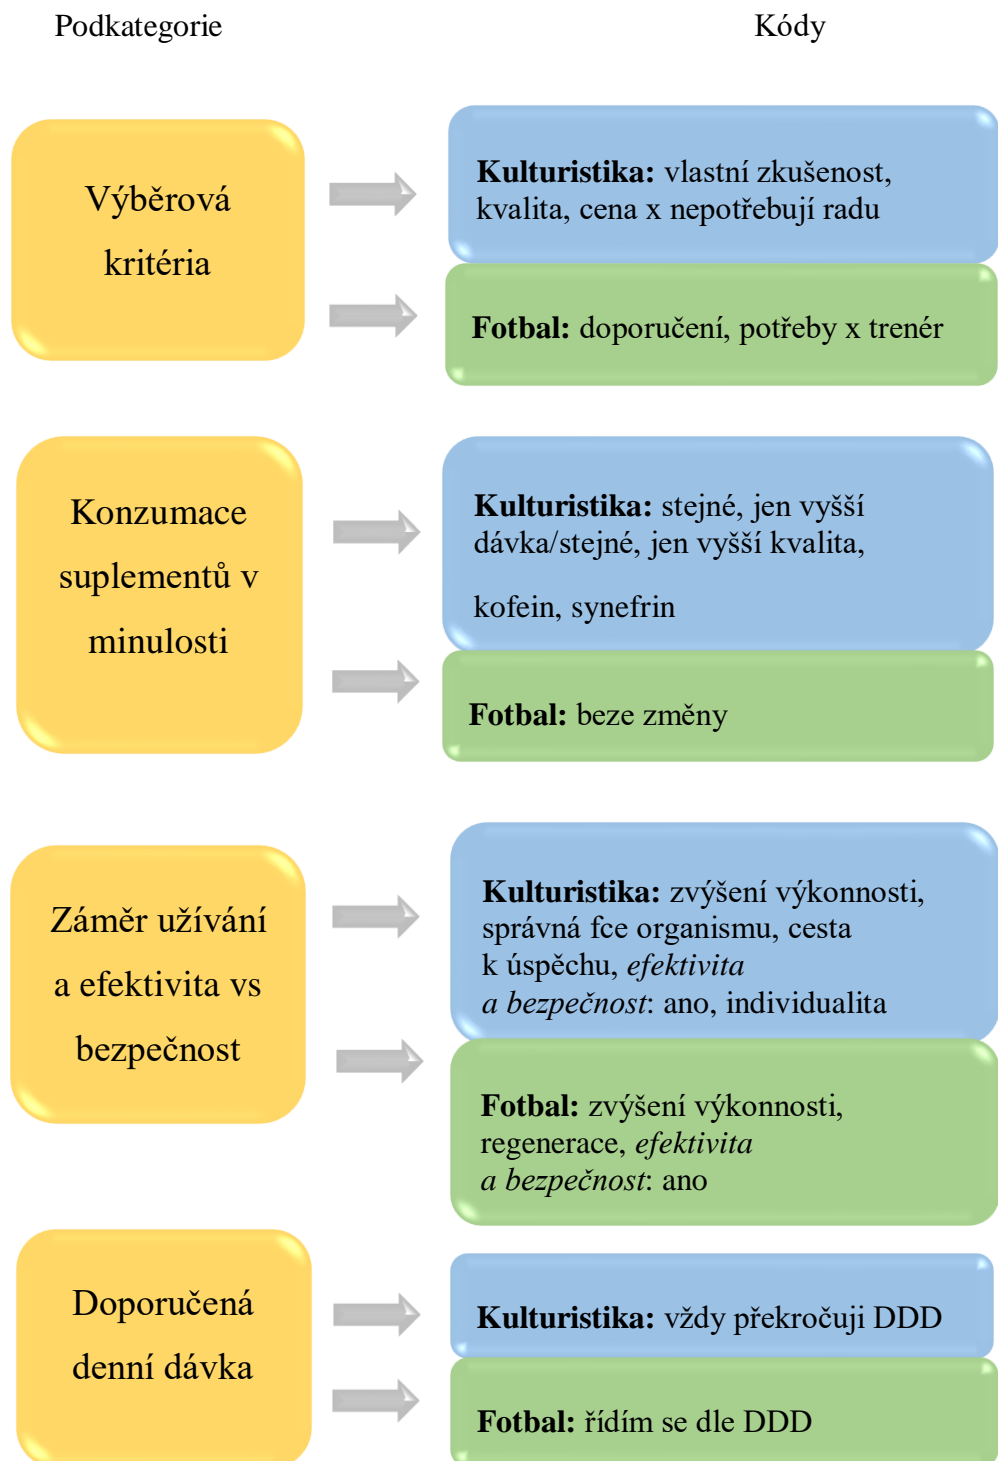 Podkategorie
Kódy
Výběrová
kritéria
Kulturistika: vlastní zkušenost,
kvalita, cena x nepotřebují radu
Fotbal: doporučení, potřeby x trenér
Konzumace
suplementů v
minulosti
Kulturistika: stejné, jen vyšší
dávka/stejné, jen vyšší kvalita,
kofein, synefrin
Fotbal: beze změny
Záměr užívání
a efektivita vs
bezpečnost
Kulturistika: zvýšení výkonnosti,
správná fce organismu, cesta
k úspěchu, efektivita
a bezpečnost: ano, individualita
Fotbal: zvýšení výkonnosti,
regenerace, efektivita
a bezpečnost: ano
Doporučená
denní dávka
Kulturistika: vždy překročuji DDD
Fotbal: řídím se dle DDD